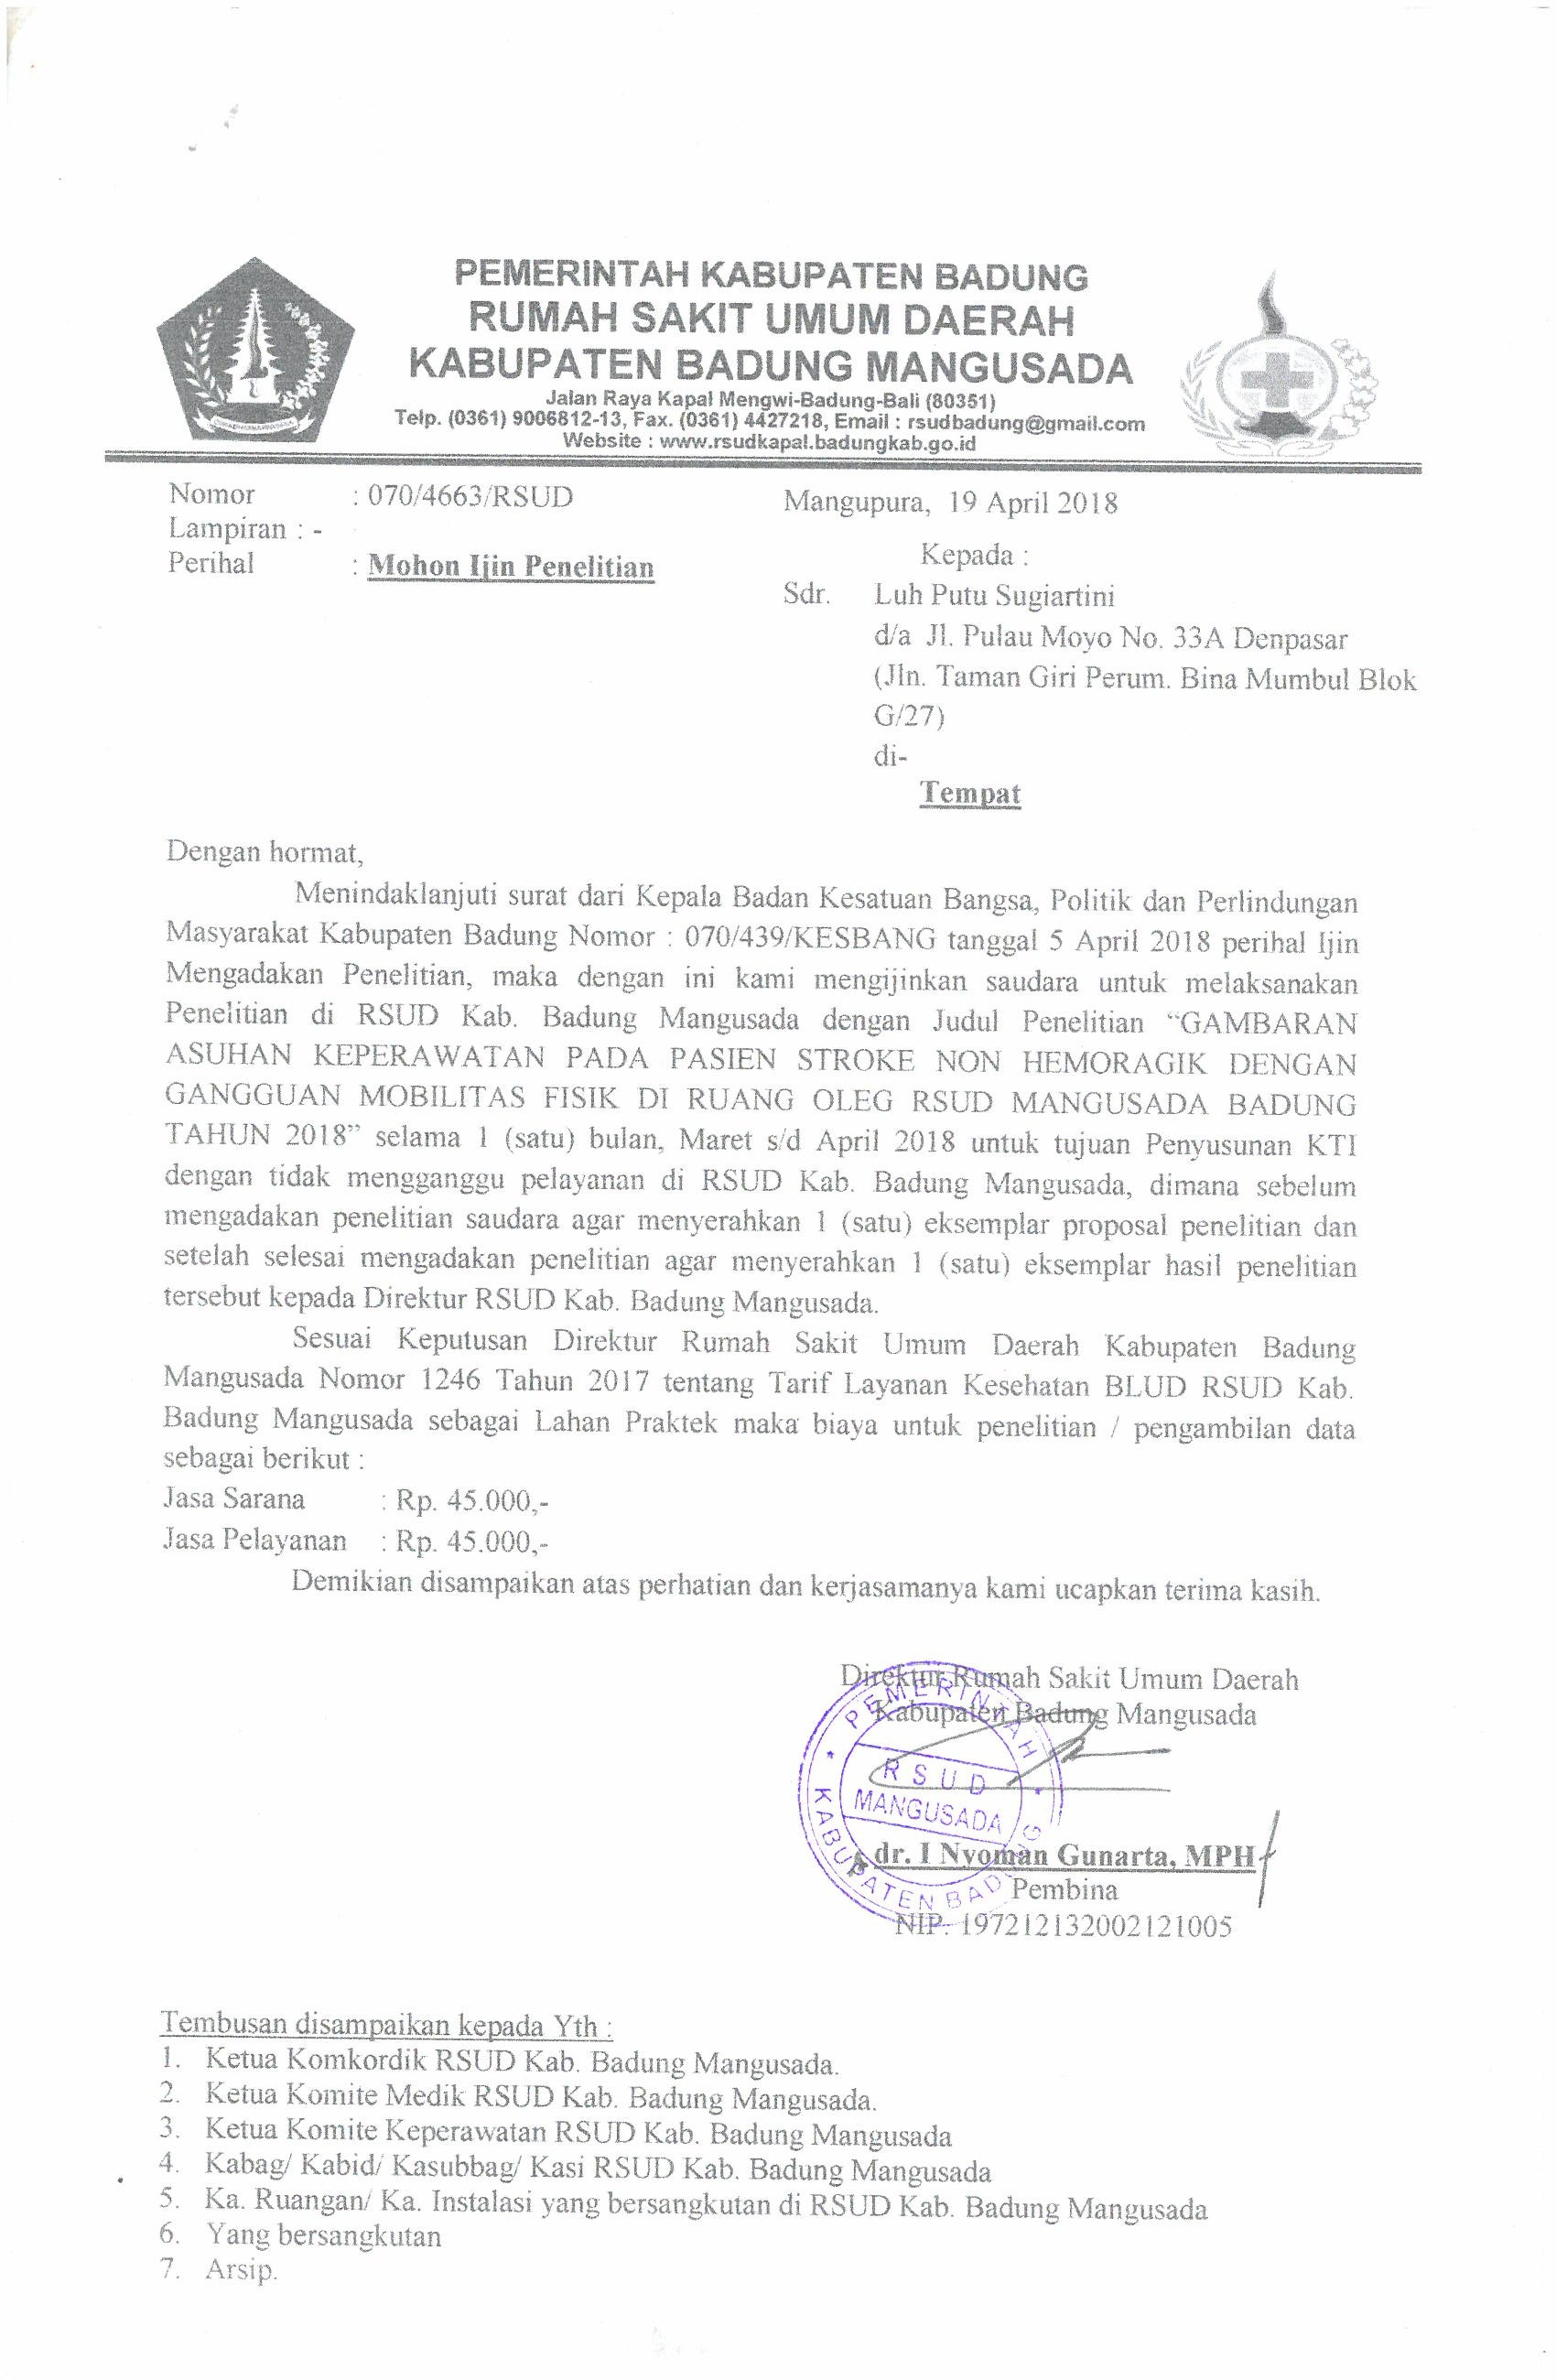 PEMERINTAH KABUPATEN BADUNG
RUMAH SAKIT UMUM DAERAH
KABUPATEN BADUNG MANGUSADA
Jalan Raya Kapal Mengwi-Badung-Bali (80351)
Telp. (0361) 9006812-13, Fax. (0361) 4427218, Email : rsudbadung@gmail.com
Website : www.rsudkapal.badungkab.go.id
Nomor : 070/4663/RSUD
Lampiran : -
Perihal : Mohon Ijin Penelitian
Mangupura, 19 April 2018
Kepada :
Sdr. Luh Putu Sugiartini
d/a Jl. Pulau Moyo No. 33A Denpasar
(Jln. Taman Giri Perum. Bina Mumbul Blok
G/27)
di-
Tempat
Dengan hormat,
Menindaklanjuti surat dari Kepala Badan Kesatuan Bangsa, Politik dan Perlindungan
Masyarakat Kabupaten Badung Nomor : 070/439/KESBANG tanggal 5 April 2018 perihal Ijin
Mengadakan Penelitian, maka dengan ini kami mengijinkan saudara untuk melaksanakan
Penelitian di RSUD Kab. Badung Mangusada dengan Judul Penelitian “GAMBARAN
ASUHAN KEPERAWATAN PADA PASIEN STROKE NON HEMORAGIK DENGAN
GANGGUAN MOBILITAS FISIK DI RUANG OLEG RSUD MANGUSADA BADUNG
TAHUN 2018” selama 1 (satu) bulan, Maret s/d April 2018 untuk tujuan Penyusunan KTI
dengan tidak mengganggu pelayanan di RSUD Kab. Badung Mangusada, dimana sebelum
mengadakan penelitian saudara agar menyerahkan 1 (satu) eksemplar proposal penelitian dan
setelah selesai mengadakan penelitian agar menyerahkan 1 (satu) eksemplar hasil penelitian
tersebut kepada Direktur RSUD Kab. Badung Mangusada.
Sesuai Keputusan Direktur Rumah Sakit Umum Daerah Kabupaten Badung
Mangusada Nomor 1246 Tahun 2017 tentang Tarif Layanan Kesehatan BLUD RSUD Kab.
Badung Mangusada sebagai Lahan Praktek maka biaya untuk penelitian / pengambilan data
sebagai berikut :
Jasa Sarana : Rp. 45.000,-
Jasa Pelayanan : Rp. 45.000,-
Demikian disampaikan atas perhatian dan kerjasamanya kami ucapkan terima kasih.
Direktur Rumah Sakit Umum Daerah
Kabupaten Badung Mangusada
PEMERINTAH
RSUD
MANGUSADA
KABUPATEN BADUNG
dr. I Nyoman Gunarta, MPH
Pembina
NIP. 197212132002121005
Tembusan disampaikan kepada Yth :
1. Ketua Komkordik RSUD Kab. Badung Mangusada.
2. Ketua Komite Medik RSUD Kab. Badung Mangusada.
3. Ketua Komite Keperawatan RSUD Kab. Badung Mangusada
4. Kabag/ Kabid/ Kasubbag/ Kasi RSUD Kab. Badung Mangusada
5. Ka. Ruangan/ Ka. Instalasi yang bersangkutan di RSUD Kab. Badung Mangusada
6. Yang bersangkutan
7. Arsip.